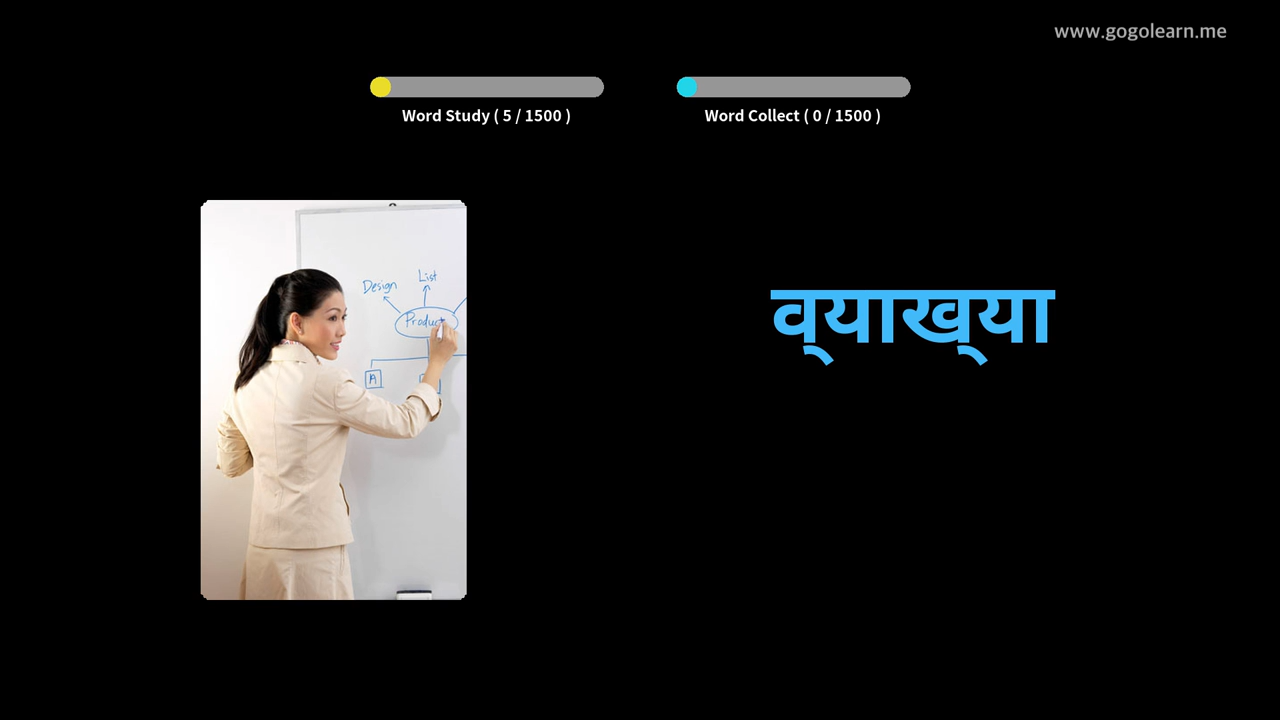 www.gogolearn.me
Word Study ( 5 / 1500 )
Word Collect ( 0 / 1500 )
व्याख्या
List
Design
Product
A